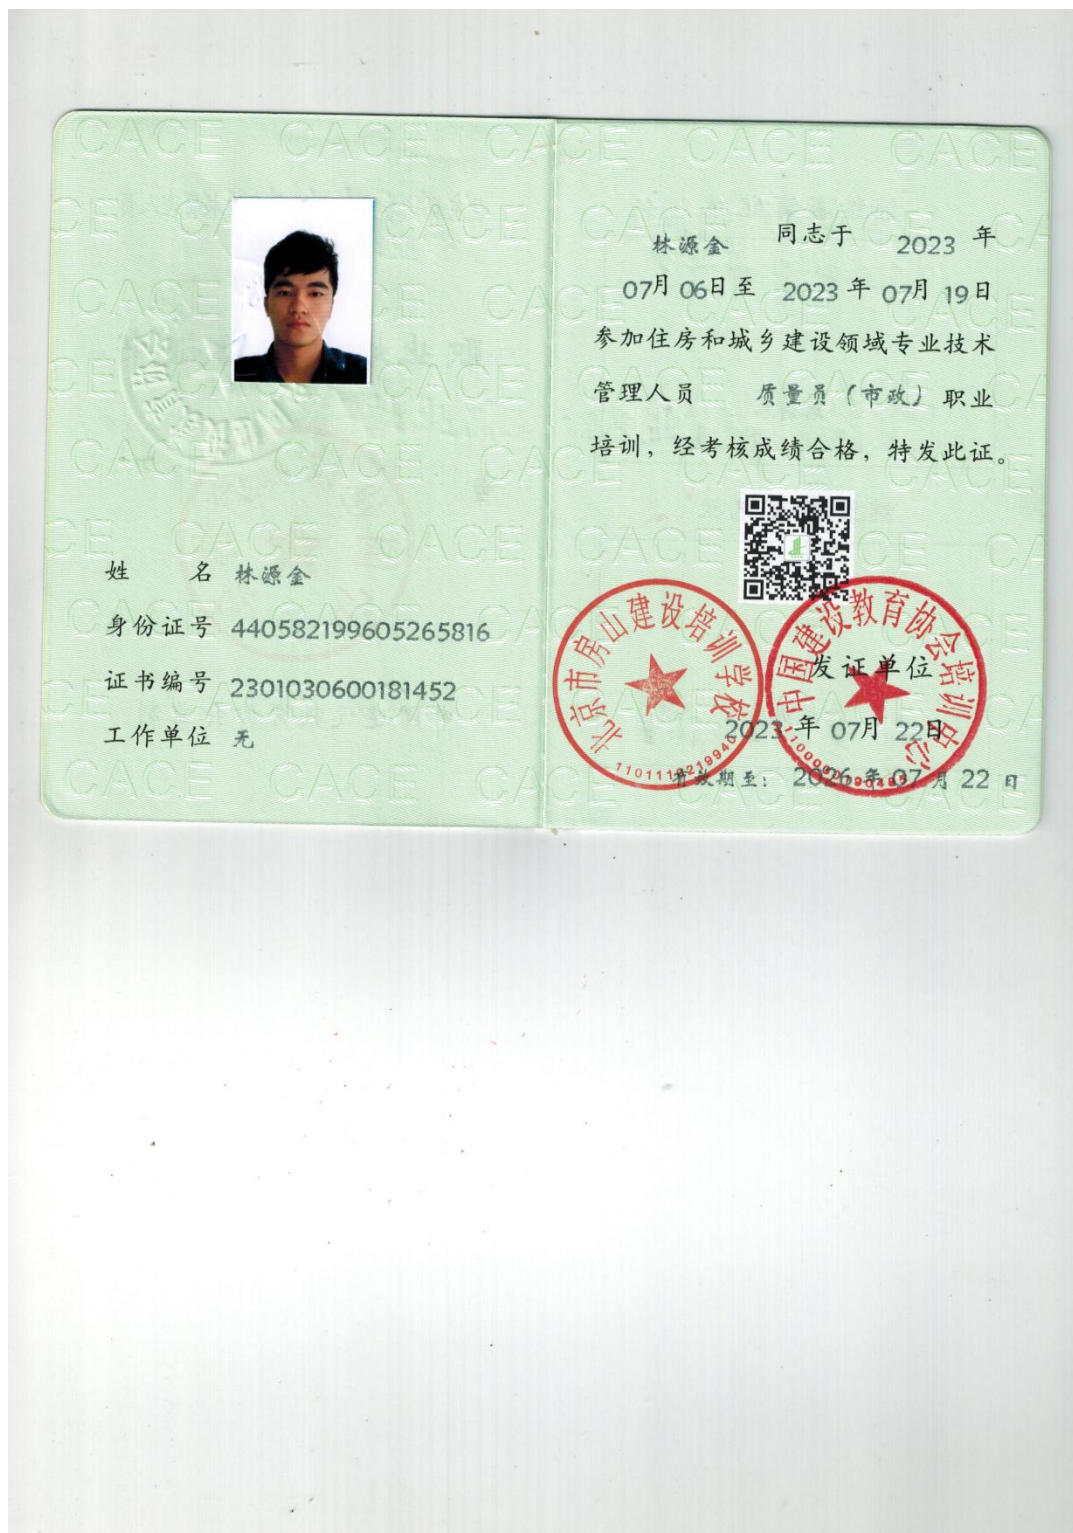 姓 名 林源金
身份证号 440582199605265816
证书编号 2301030600181452
工作单位 无
林源金 同志于 2023 年
07月 06日至 2023 年 07月 19日
参加住房和城乡建设领域专业技术
管理人员 质量员（市政） 职业
培训，经考核成绩合格，特发此证。
北京市房山建设培训学校
中国建设教育协会培训中心
发证单位
2023 年 07月 22日
有效期至： 2026 年 07 月 22 日
CACE